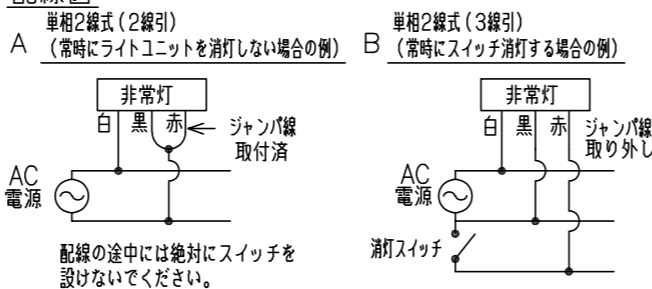 A 単相2線式(2線引)
(常時にライトユニットを消灯しない場合の例)
非常灯
白 黒 赤
ジャンパ線
取付済
AC
電源
配線の途中には絶対にスイッチを
設けないでください。
B 単相2線式(3線引)
(常時にスイッチ消灯する場合の例)
非常灯
白 黒 赤
ジャンパ線
取り外し
AC
電源
消灯スイッチ